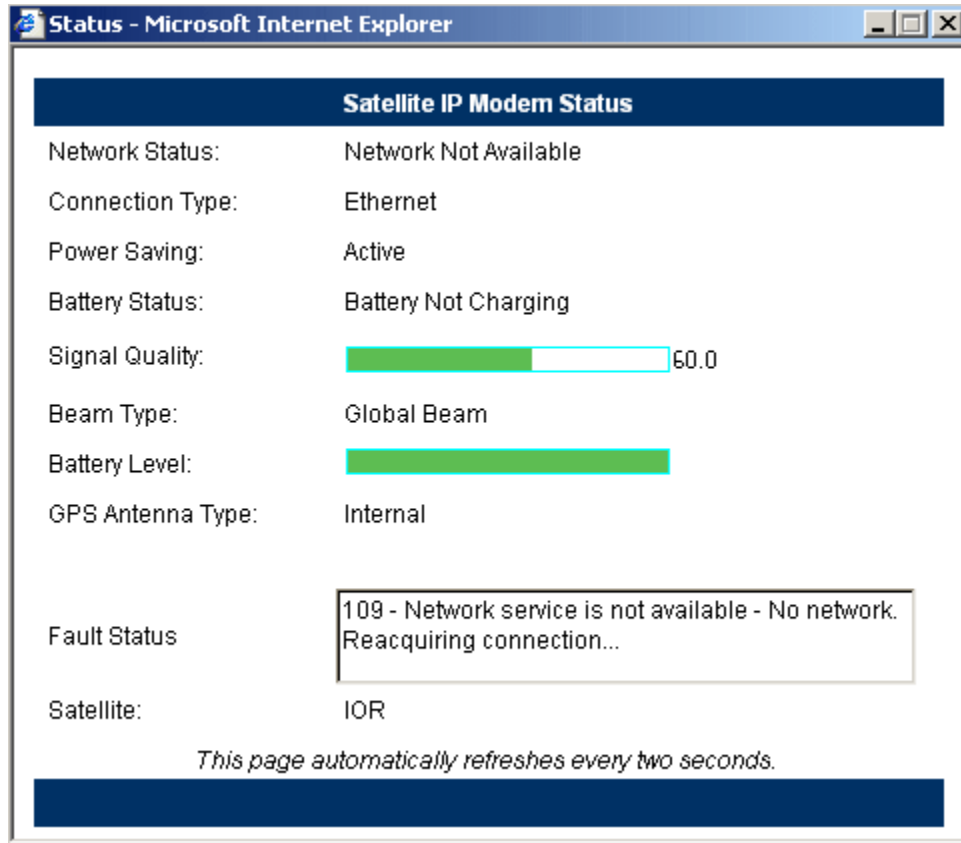 Status - Microsoft Internet Explorer
Satellite IP Modem Status
Network Status: Network Not Available
Connection Type: Ethernet
Power Saving: Active
Battery Status: Battery Not Charging
Signal Quality: 60.0
Beam Type: Global Beam
Battery Level:
GPS Antenna Type: Internal
109 - Network service is not available - No network.
Fault Status
Reacquiring connection...
Satellite: IOR
This page automatically refreshes every two seconds.